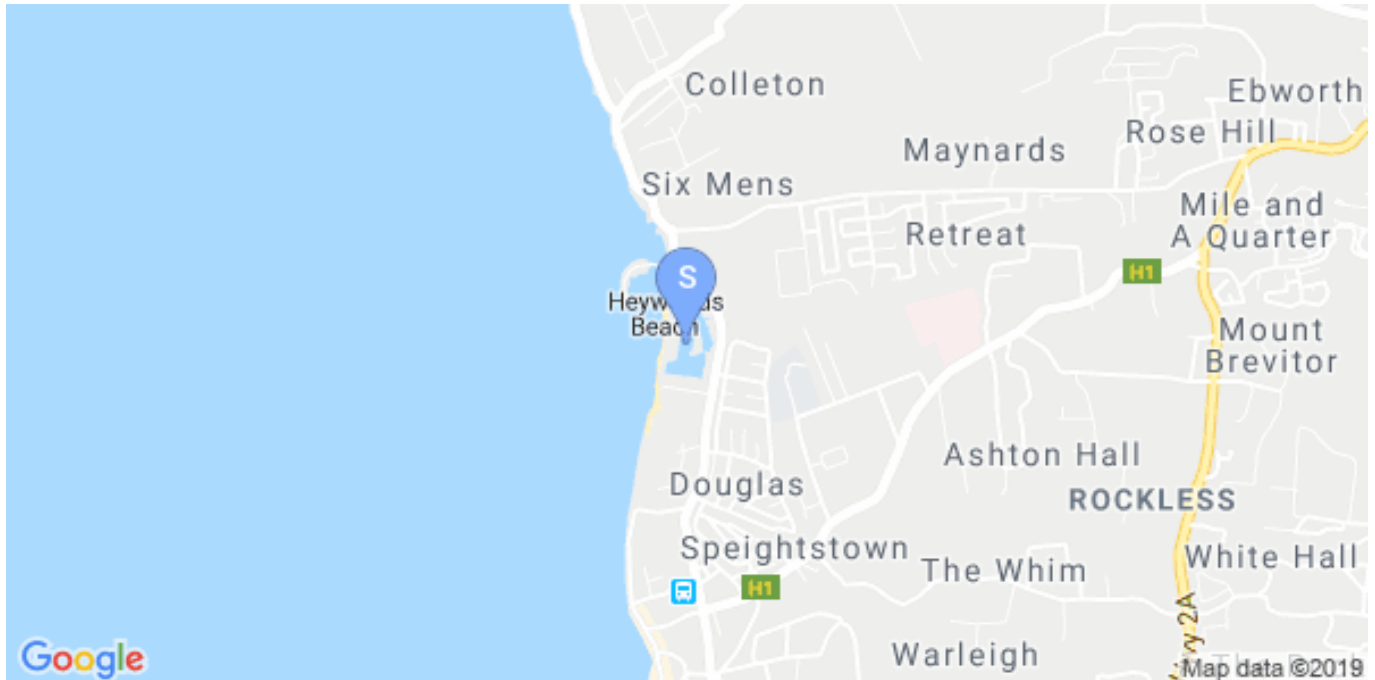 Colleton
Ebworth
Rose Hill
Maynards
Six Mens
Mile and
A Quarter
Retreat
H1
S
Beach
Mount
Brevitor
Ashton Hall
Douglas
ROCKLESS
Speightstown
The Whim
White Hall
H1
2A
Warleigh
Google
Map data ©2019